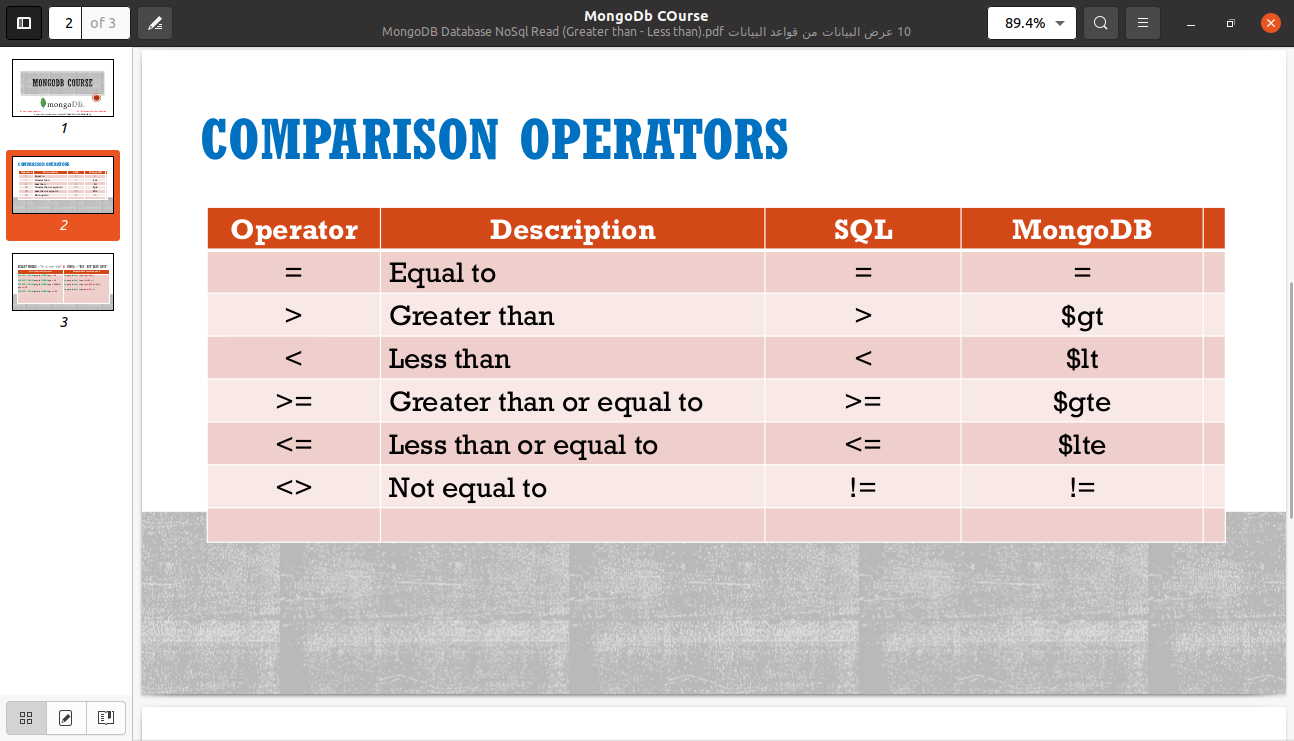 MongoDb COurse
MongoDB Database NoSql Read (Greater than - Less than).pdf عرض البيانات من قواعد البيانات 10
2 of 3
89.4%
MONGODB COURSE
mongoDB.
1
COMPARISON OPERATORS
2
3
COMPARISON OPERATORS
Operator Description SQL MongoDB
= Equal to = =
> Greater than > $gt
< Less than < $lt
>= Greater than or equal to >= $gte
<= Less than or equal to <= $lte
<> Not equal to != !=